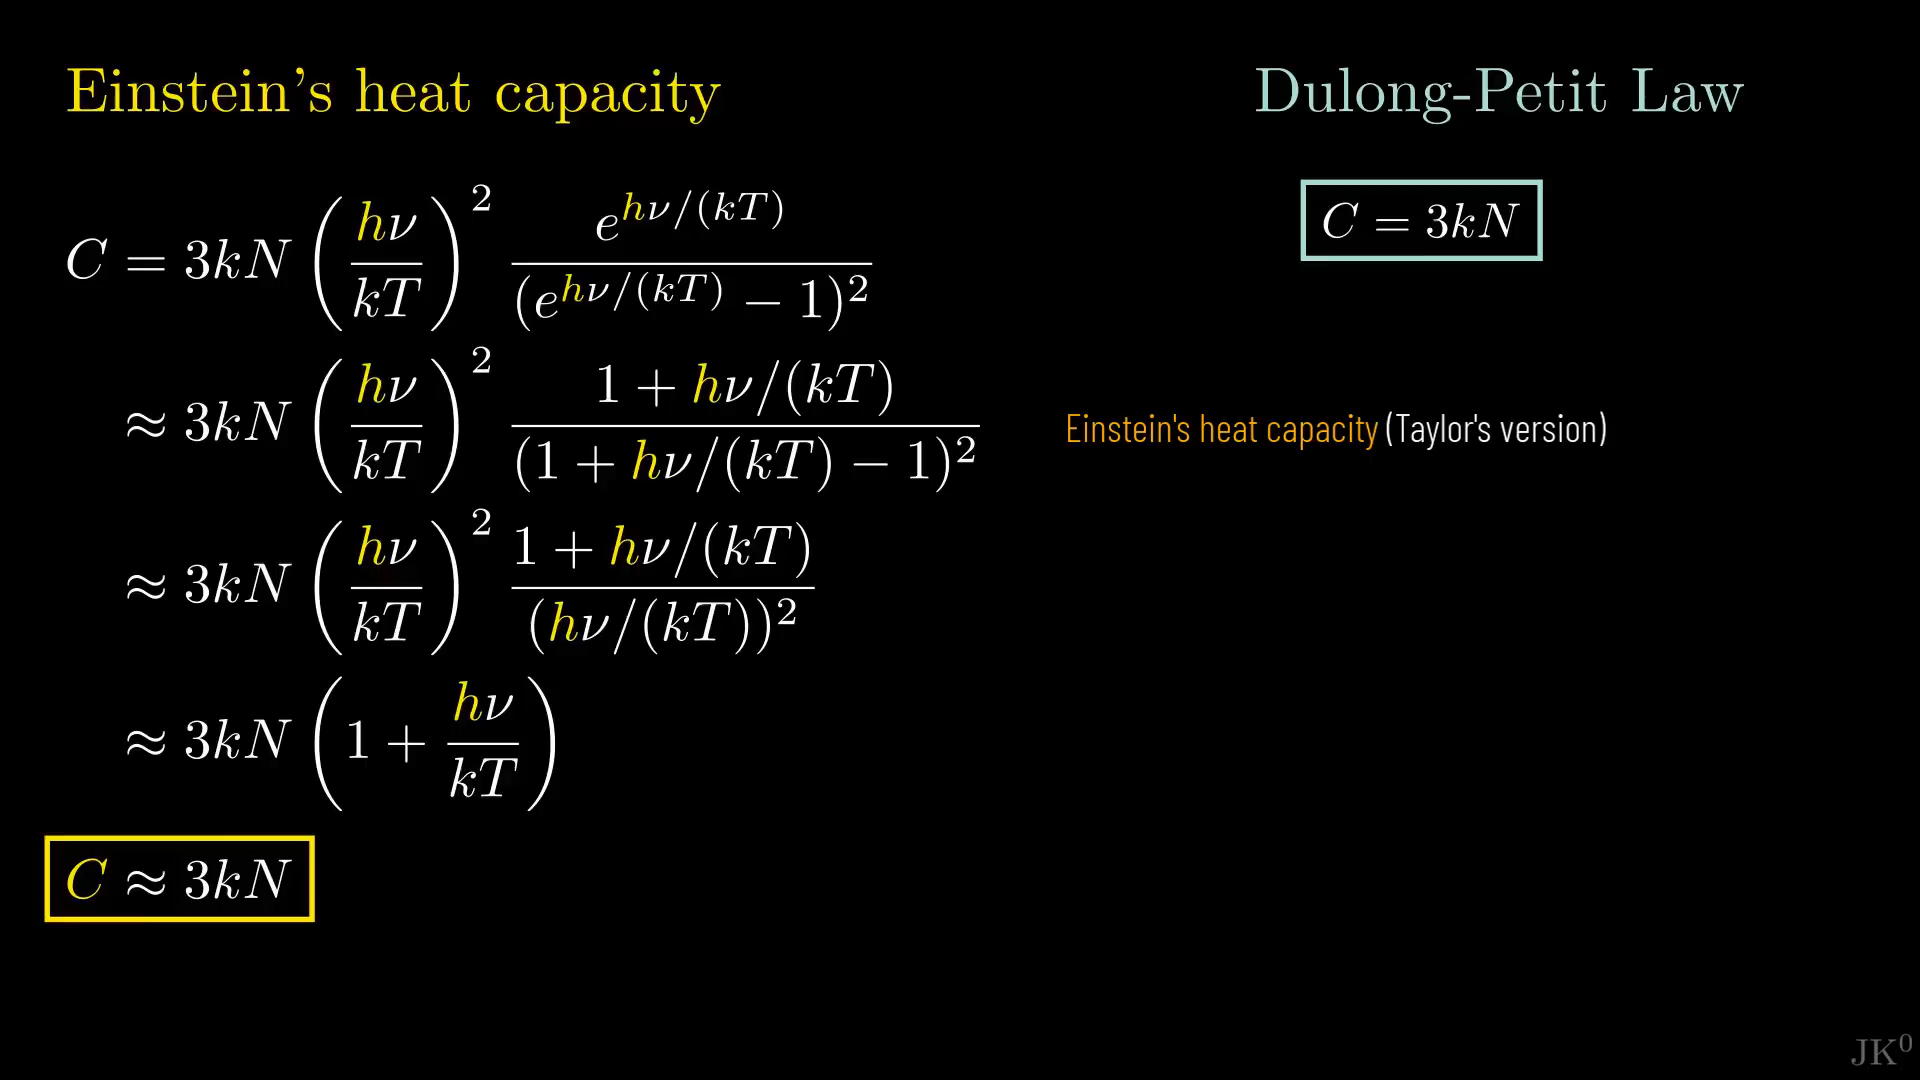 Einstein's heat capacity
Dulong-Petit Law
C = 3kN (hν/kT)² e^{hν/(kT)}/(e^{hν/(kT)} − 1)²
C = 3kN
≈ 3kN (hν/kT)² (1 + hν/(kT))/(1 + hν/(kT) − 1)²
Einstein's heat capacity (Taylor's version)
≈ 3kN (hν/kT)² (1 + hν/(kT))/(hν/(kT))²
≈ 3kN (1 + hν/kT)
C ≈ 3kN
JK⁰